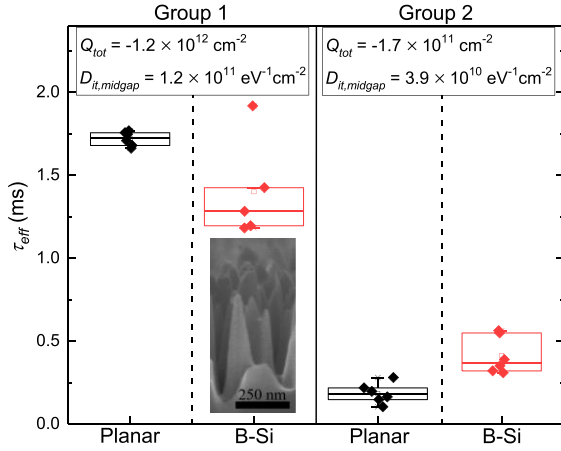 Group 1
Group 2
Q_tot = -1.2 × 10^12 cm^-2
D_it,midgap = 1.2 × 10^11 eV^-1cm^-2
Q_tot = -1.7 × 10^11 cm^-2
D_it,midgap = 3.9 × 10^10 eV^-1cm^-2
τ_eff (ms)
2.0
1.5
1.0
0.5
0.0
250 nm
Planar
B-Si
Planar
B-Si